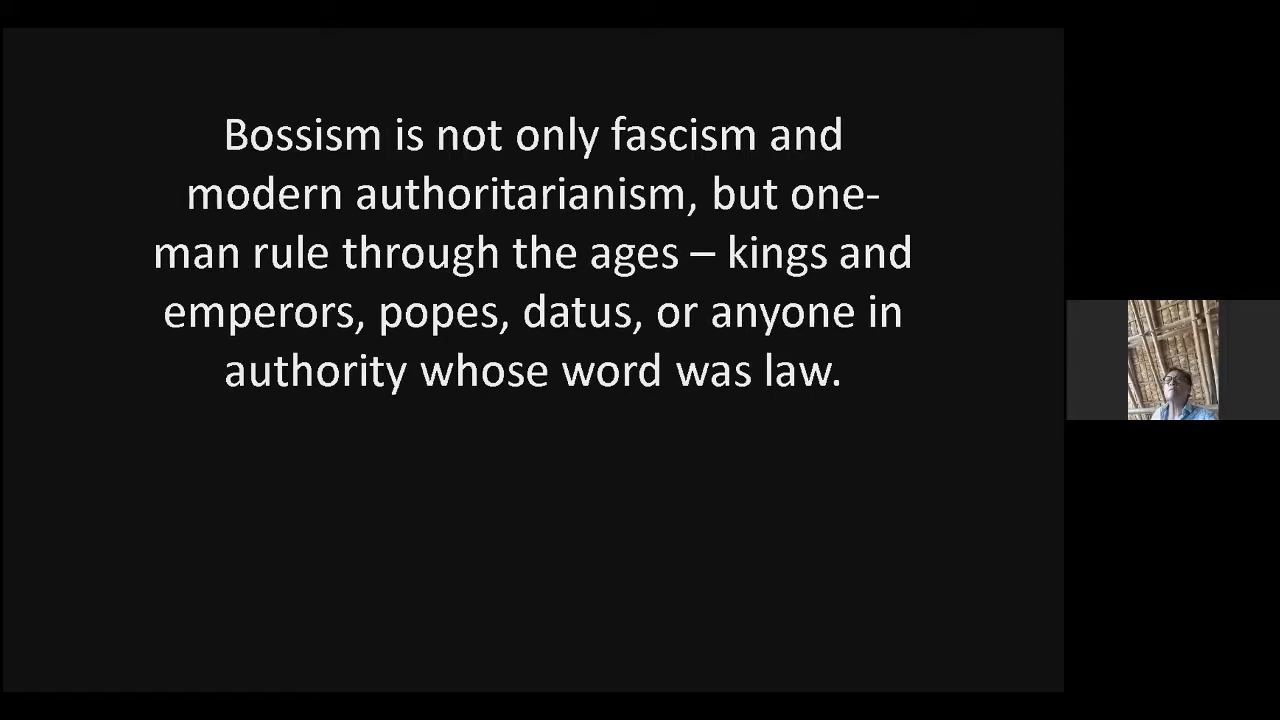 Bossism is not only fascism and
modern authoritarianism, but one-
man rule through the ages – kings and
emperors, popes, datus, or anyone in
authority whose word was law.